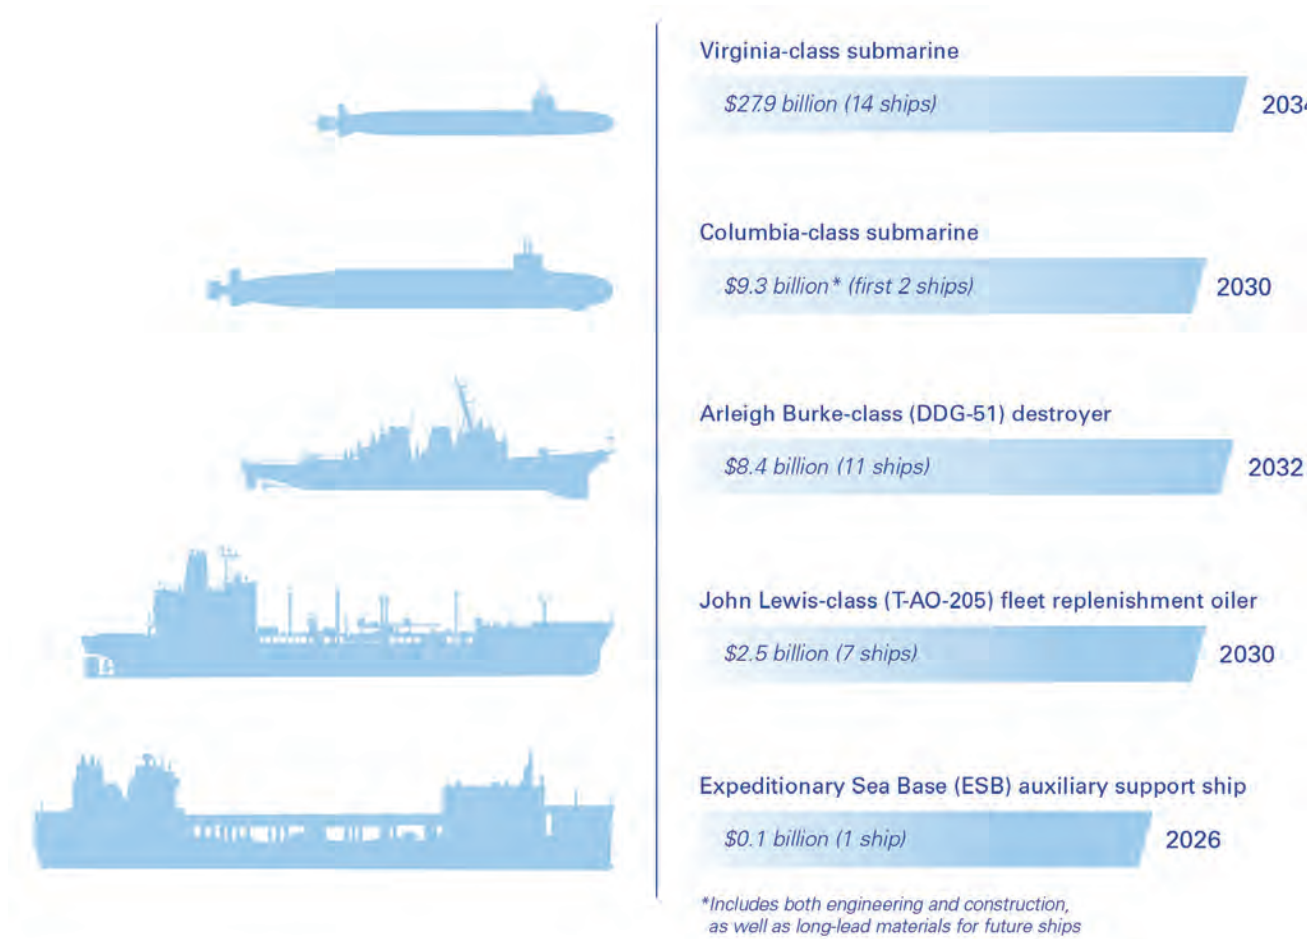 Virginia-class submarine
$27.9 billion (14 ships)
2034
Columbia-class submarine
$9.3 billion* (first 2 ships)
2030
Arleigh Burke-class (DDG-51) destroyer
$8.4 billion (11 ships)
2032
John Lewis-class (T-AO-205) fleet replenishment oiler
$2.5 billion (7 ships)
2030
Expeditionary Sea Base (ESB) auxiliary support ship
$0.1 billion (1 ship)
2026
*Includes both engineering and construction,
as well as long-lead materials for future ships